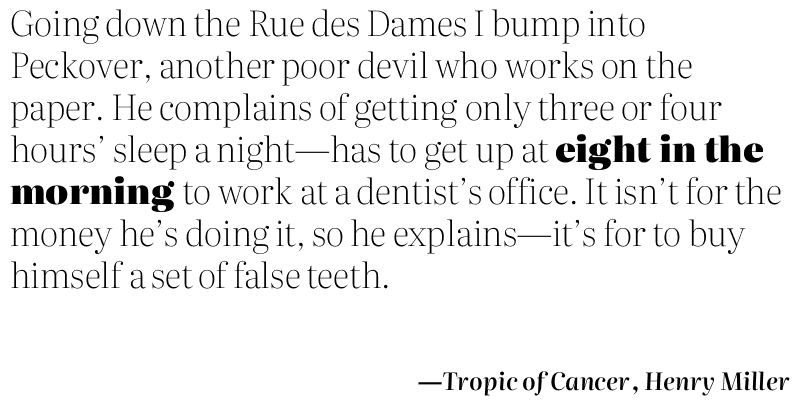 Going down the Rue des Dames I bump into
Peckover, another poor devil who works on the
paper. He complains of getting only three or four
hours’ sleep a night—has to get up at eight in the
morning to work at a dentist’s office. It isn’t for the
money he’s doing it, so he explains—it’s for to buy
himself a set of false teeth.
—Tropic of Cancer, Henry Miller